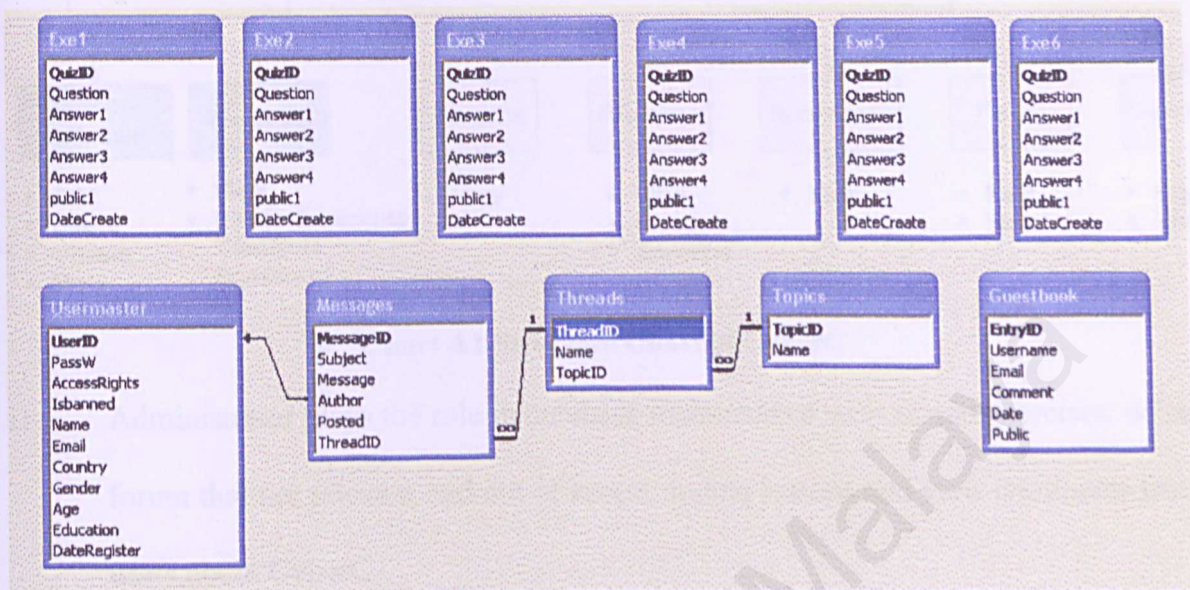 Exe1
QuizID
Question
Answer1
Answer2
Answer3
Answer4
public1
DateCreate
Exe2
QuizID
Question
Answer1
Answer2
Answer3
Answer4
public1
DateCreate
Exe3
QuizID
Question
Answer1
Answer2
Answer3
Answer4
public1
DateCreate
Exe4
QuizID
Question
Answer1
Answer2
Answer3
Answer4
public1
DateCreate
Exe5
QuizID
Question
Answer1
Answer2
Answer3
Answer4
public1
DateCreate
Exe6
QuizID
Question
Answer1
Answer2
Answer3
Answer4
public1
DateCreate
Usermaster
UserID
PassW
AccessRights
Isbanned
Name
Email
Country
Gender
Age
Education
DateRegister
Messages
MessageID
Subject
Message
Author
Posted
ThreadID
∞
1
Threads
ThreadID
Name
TopicID
∞
1
Topics
TopicID
Name
Guestbook
EntryID
Username
Email
Comment
Date
Public
Malaya